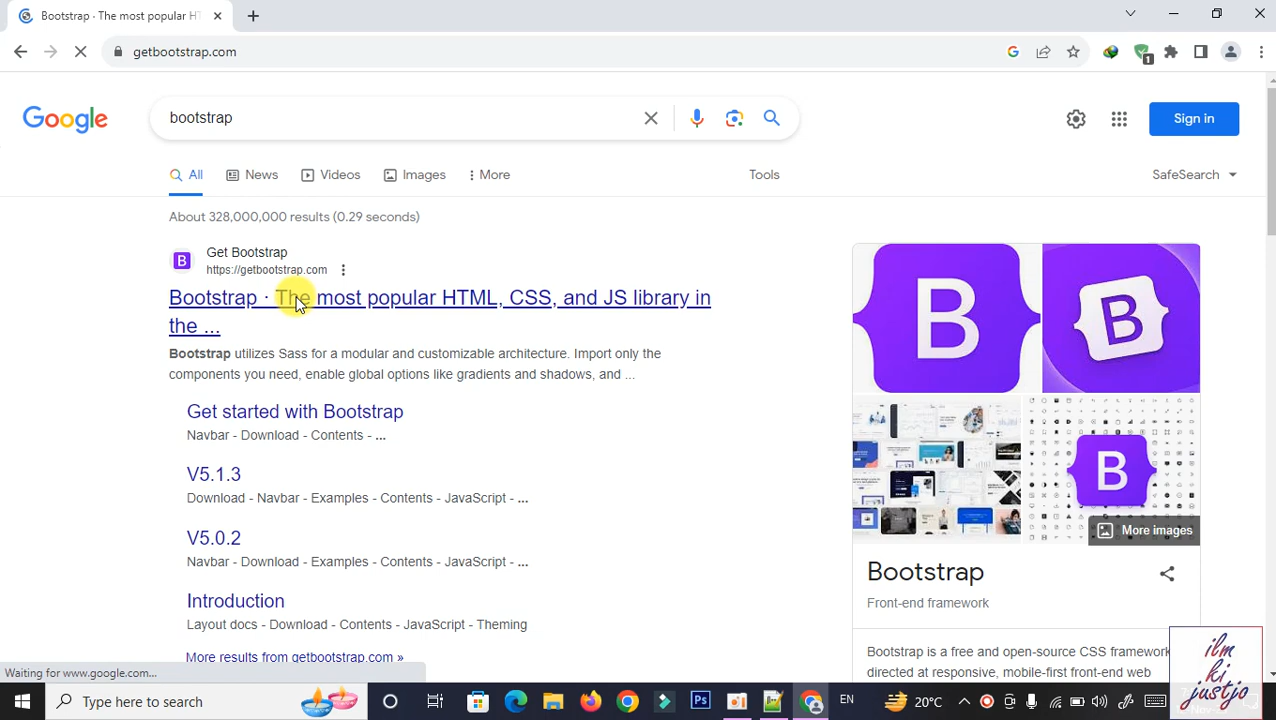 Bootstrap · The most popular H
getbootstrap.com
1
Google
bootstrap
Sign in
All
News
Videos
Images
More
Tools
SafeSearch
About 328,000,000 results (0.29 seconds)
B
Get Bootstrap
https://getbootstrap.com
Bootstrap · The most popular HTML, CSS, and JS library in
the ...
Bootstrap utilizes Sass for a modular and customizable architecture. Import only the
components you need, enable global options like gradients and shadows, and ...
Get started with Bootstrap
Navbar - Download - Contents - ...
V5.1.3
Download - Navbar - Examples - Contents - JavaScript - ...
V5.0.2
Navbar - Download - Examples - Contents - JavaScript - ...
Introduction
Layout docs - Download - Contents - JavaScript - Theming
More results from getbootstrap.com »
B
B
B
More images
Bootstrap
Front-end framework
Bootstrap is a free and open-source CSS framework
directed at responsive, mobile-first front-end web
Waiting for www.google.com...
Type here to search
Ps
EN
20°C
ilm
ki
justjo